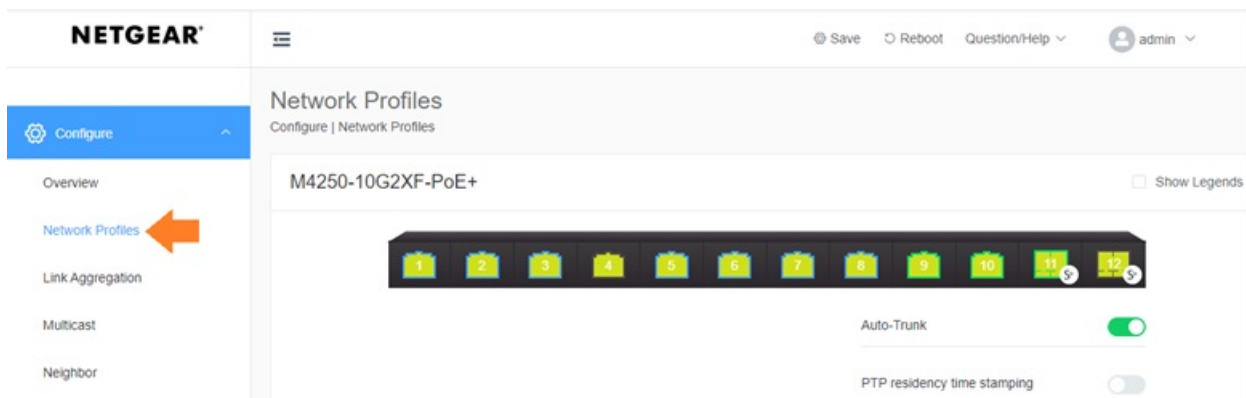 NETGEAR
Save Reboot Question/Help admin
Network Profiles
Configure | Network Profiles
Configure
Overview
Network Profiles
Link Aggregation
Multicast
Neighbor
M4250-10G2XF-PoE+
Show Legends
1 2 3 4 5 6 7 8 9 10 11 S+ 12 S+
Auto-Trunk
PTP residency time stamping